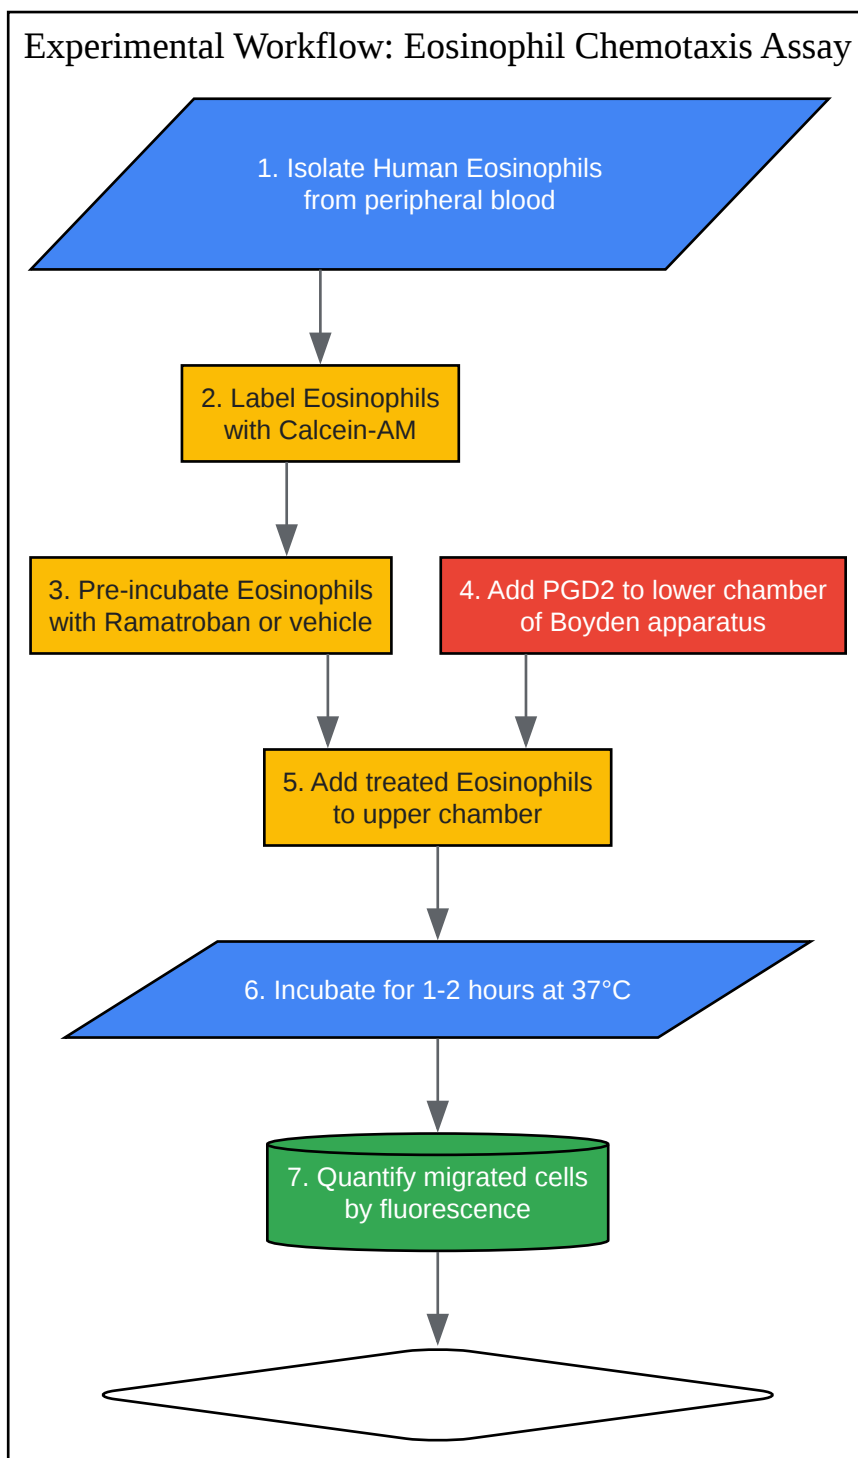 Experimental Workflow: Eosinophil Chemotaxis Assay
1. Isolate Human Eosinophils
from peripheral blood
2. Label Eosinophils
with Calcein-AM
3. Pre-incubate Eosinophils
with Ramatroban or vehicle
4. Add PGD2 to lower chamber
of Boyden apparatus
5. Add treated Eosinophils
to upper chamber
6. Incubate for 1-2 hours at 37°C
7. Quantify migrated cells
by fluorescence